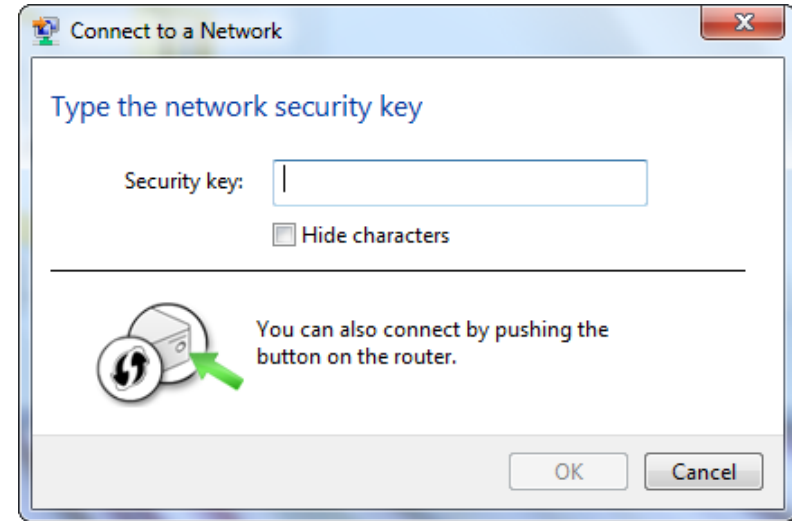 Connect to a Network
X
Type the network security key
Security key:
Hide characters
You can also connect by pushing the
button on the router.
OK
Cancel